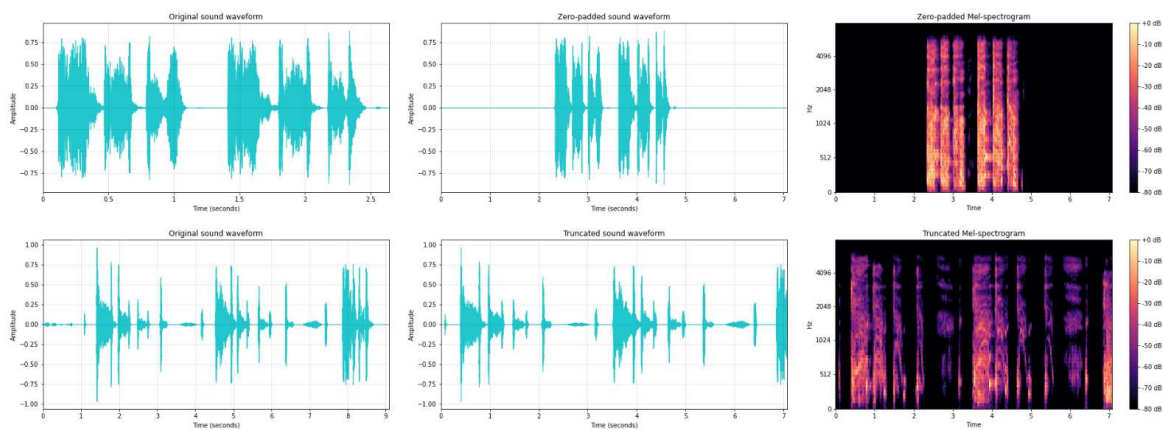 Original sound waveform
0.75
0.50
0.25
0.00
−0.25
−0.50
−0.75
Amplitude
0.0 0.5 1.0 1.5 2.0 2.5
Time (seconds)
Zero-padded sound waveform
0.75
0.50
0.25
0.00
−0.25
−0.50
−0.75
Amplitude
0 1 2 3 4 5 6 7
Time (seconds)
Zero-padded Mel-spectrogram
4096
2048
1024
512
0
Hz
0 1 2 3 4 5 6 7
Time
+0 dB
-10 dB
-20 dB
-30 dB
-40 dB
-50 dB
-60 dB
-70 dB
-80 dB
Original sound waveform
1.00
0.75
0.50
0.25
0.00
−0.25
−0.50
−0.75
−1.00
Amplitude
0 1 2 3 4 5 6 7 8 9
Time (seconds)
Truncated sound waveform
1.00
0.75
0.50
0.25
0.00
−0.25
−0.50
−0.75
−1.00
Amplitude
0 1 2 3 4 5 6 7
Time (seconds)
Truncated Mel-spectrogram
4096
2048
1024
512
0
Hz
0 1 2 3 4 5 6 7
Time
+0 dB
-10 dB
-20 dB
-30 dB
-40 dB
-50 dB
-60 dB
-70 dB
-80 dB